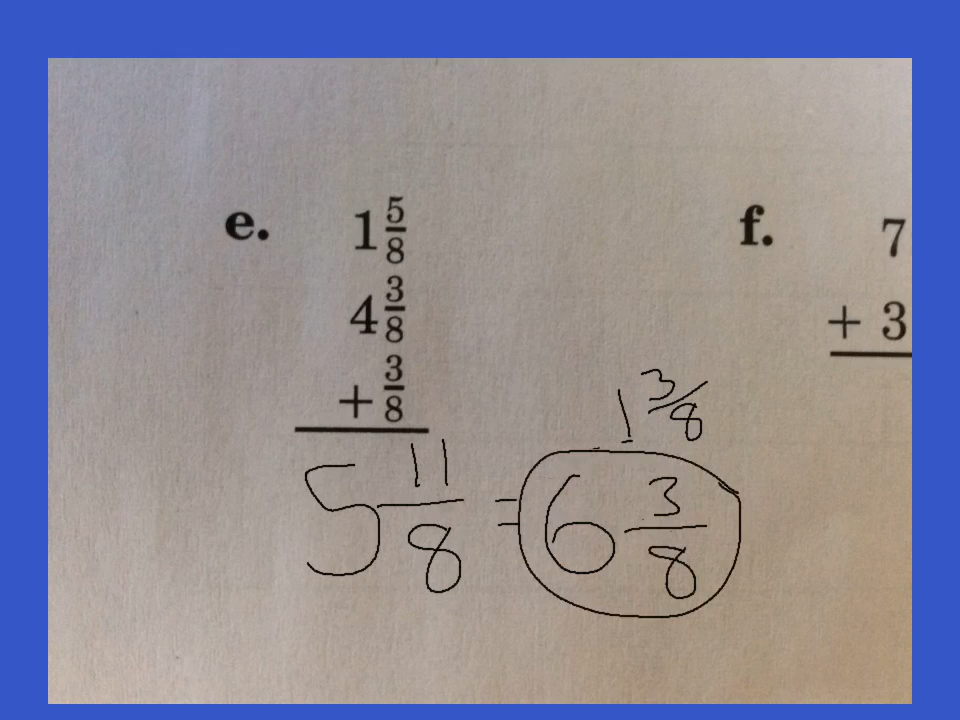 e. 1 5/8
4 3/8
+ 3/8
5 11/8 = 6 3/8
1 3/8
f. 7
+ 3